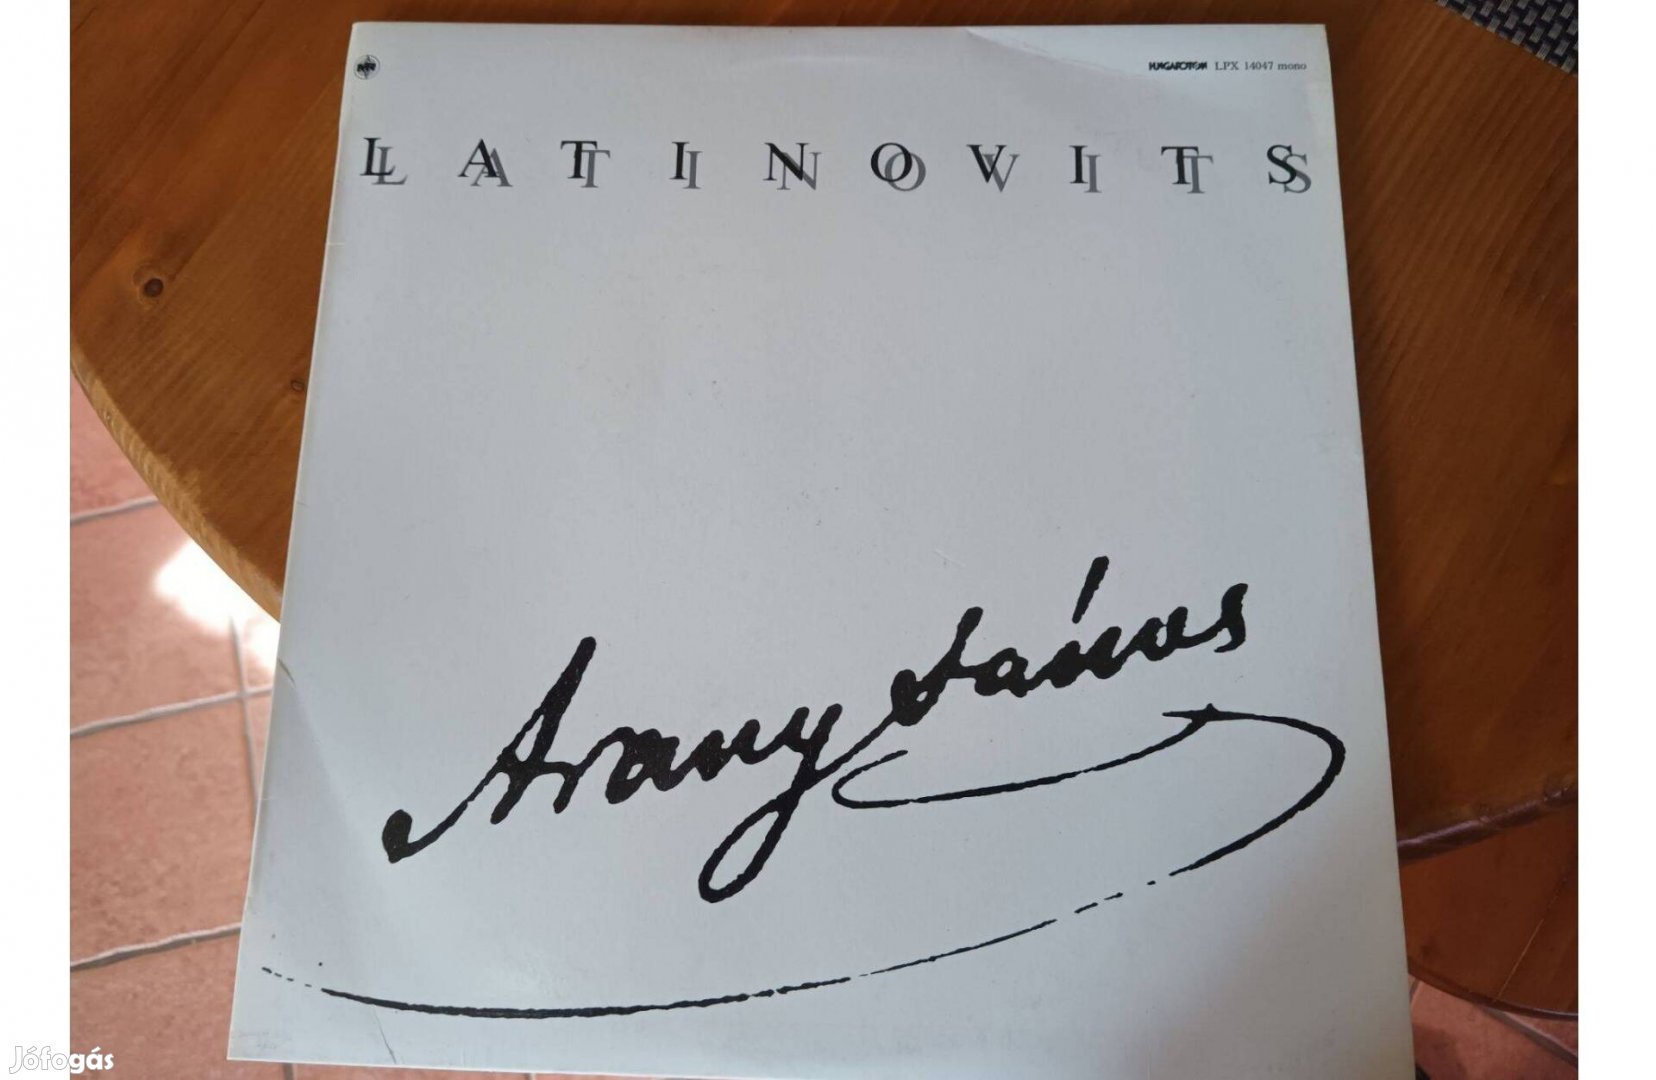 HUNGAROTON LPX 14047 mono
LATINOVITS
Arany János
Jófogás